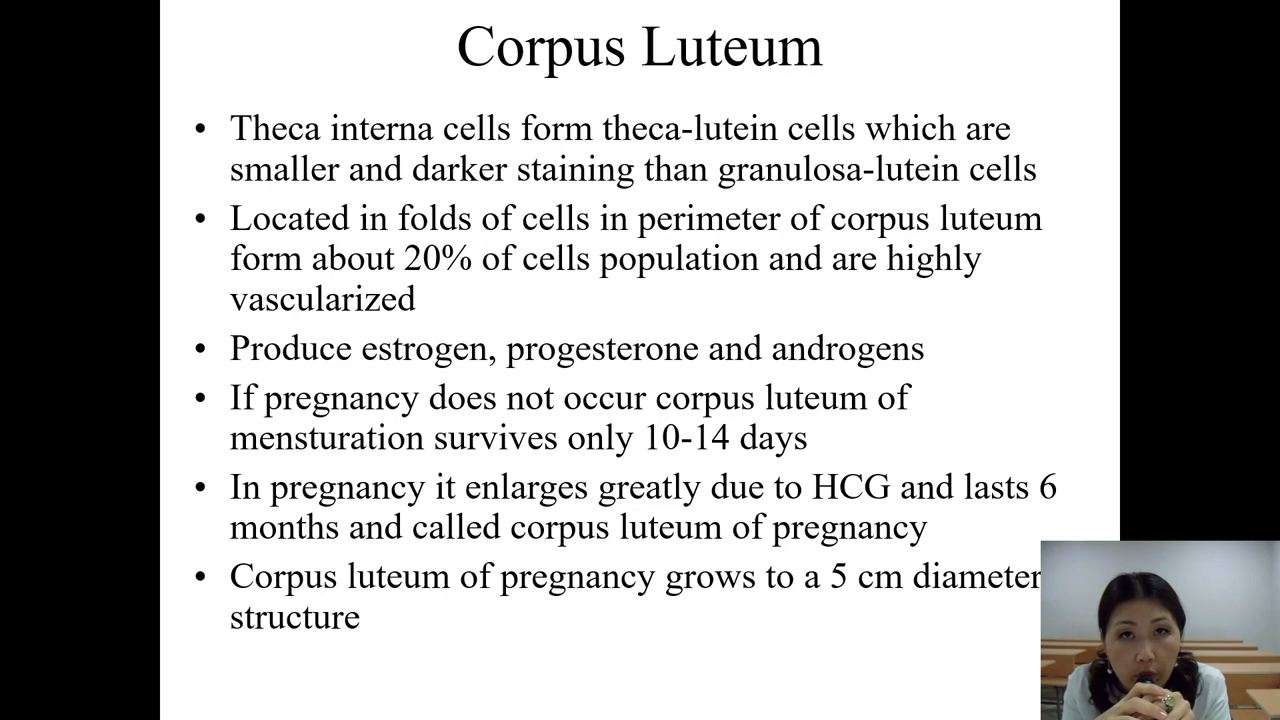 Corpus Luteum
• Theca interna cells form theca-lutein cells which are
smaller and darker staining than granulosa-lutein cells
• Located in folds of cells in perimeter of corpus luteum
form about 20% of cells population and are highly
vascularized
• Produce estrogen, progesterone and androgens
• If pregnancy does not occur corpus luteum of
mensturation survives only 10-14 days
• In pregnancy it enlarges greatly due to HCG and lasts 6
months and called corpus luteum of pregnancy
• Corpus luteum of pregnancy grows to a 5 cm diameter
structure